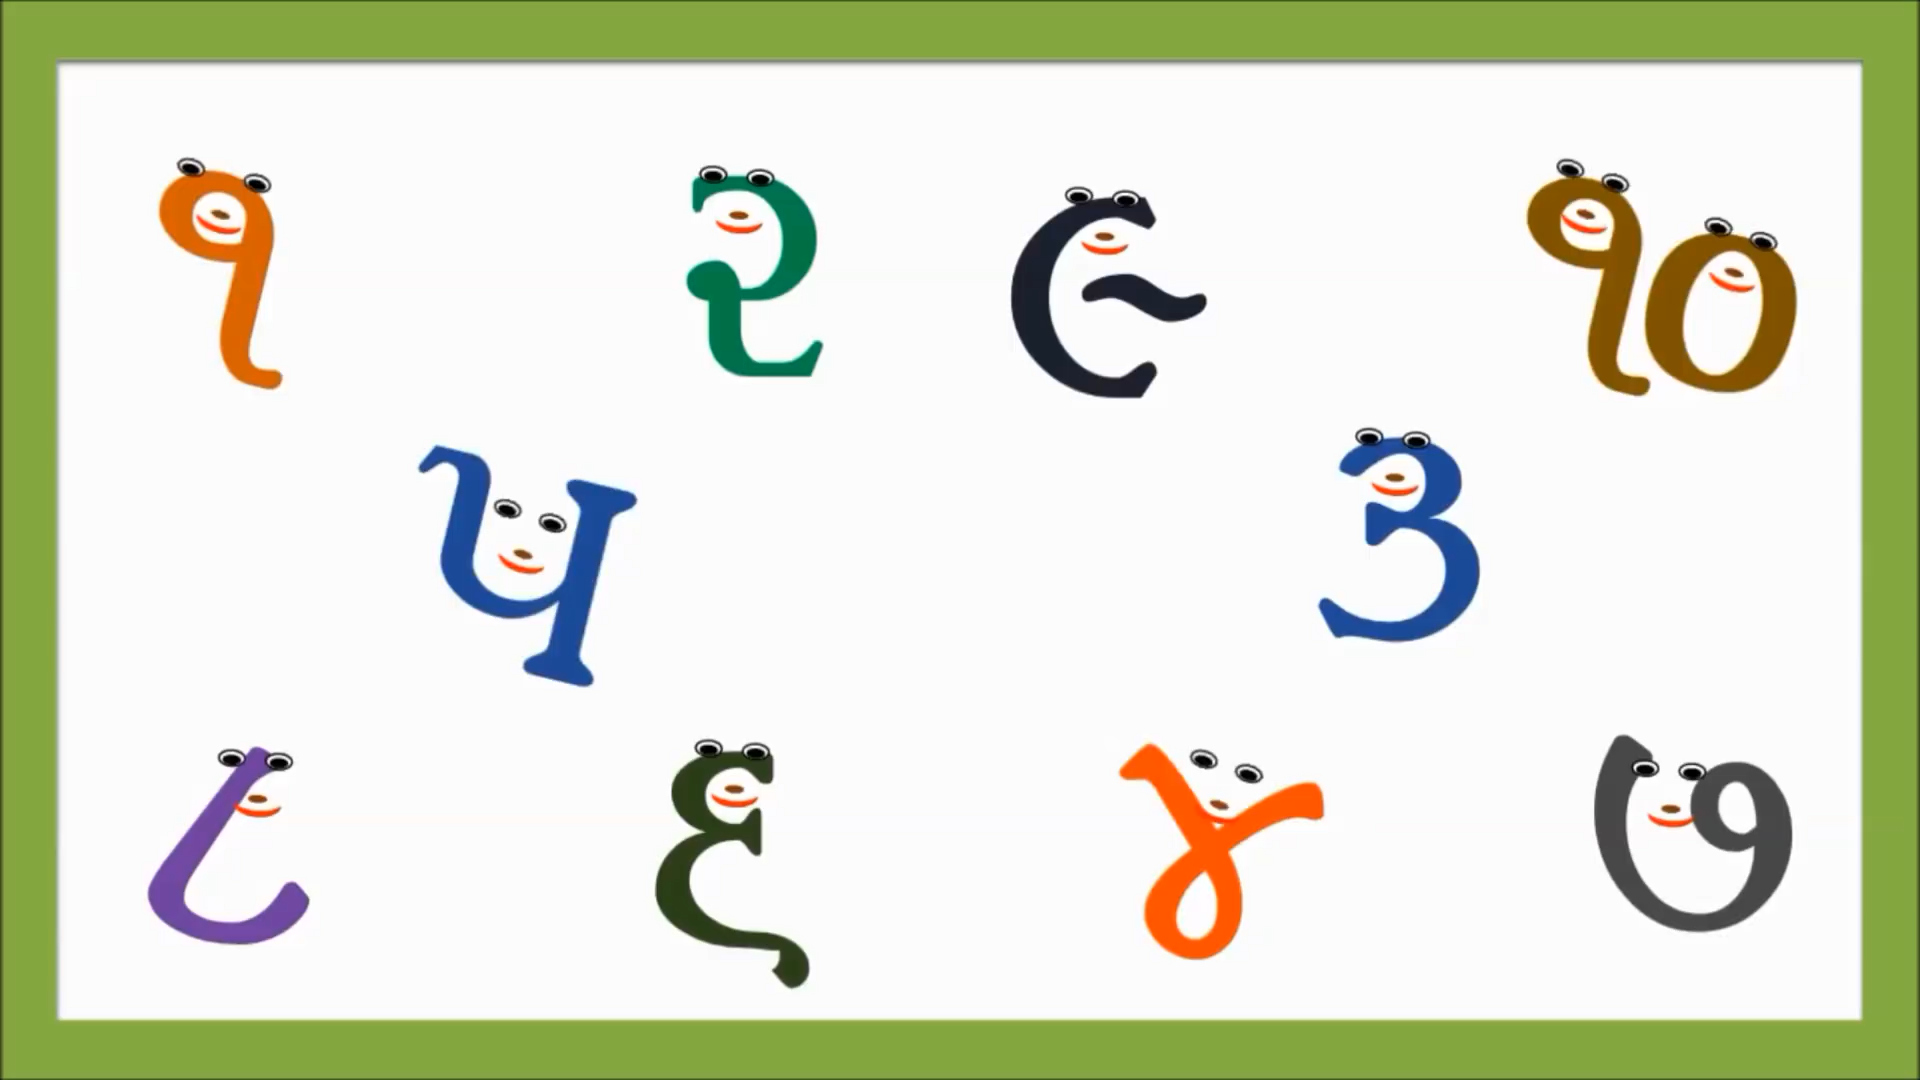 ૧ ૨ ૯ ૧૦
૫ ૩
૮ ૬ ૪ ૭